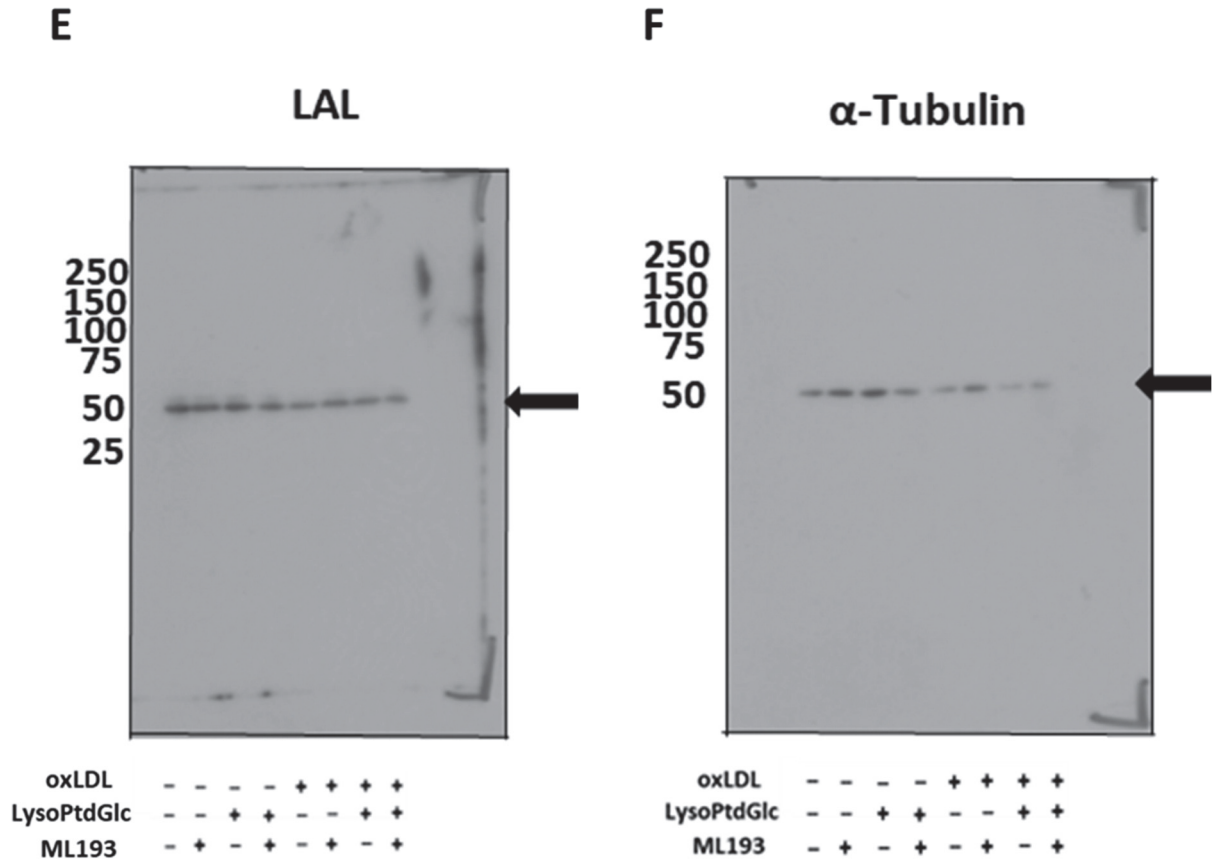 E
LAL
250
150
100
75
50
25
oxLDL - - - - + + + +
LysoPtdGlc - - + + - - + +
ML193 - + - + - + - +
F
α-Tubulin
250
150
100
75
50
oxLDL - - - - + + + +
LysoPtdGlc - - + + - - + +
ML193 - + - + - + - +